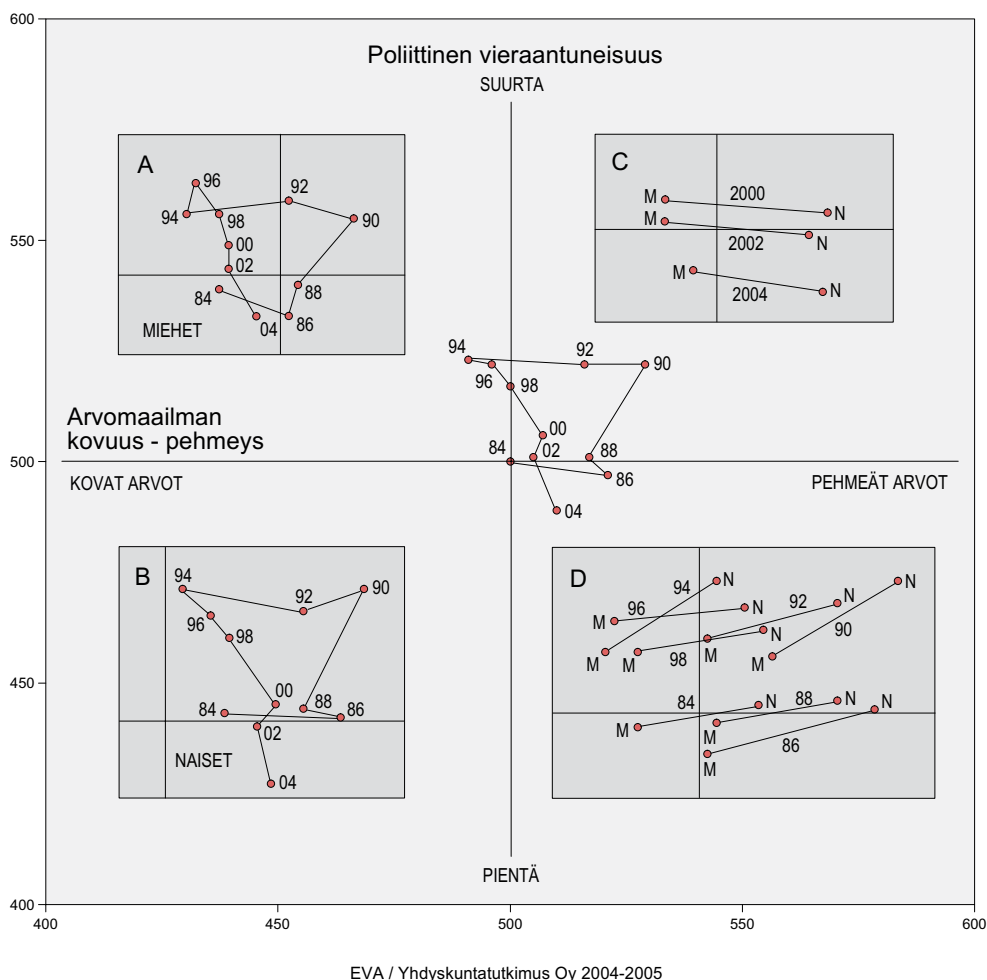 600
Poliittinen vieraantuneisuus
SUURTA
A
96
92
94
98
90
00
02
84
88
04
86
MIEHET
C
M
2000
N
M
2002
N
M
2004
N
550
94
92
90
96
98
00
84
02
88
86
04
Arvomaailman
kovuus - pehmeys
500
KOVAT ARVOT
PEHMEÄT ARVOT
B
94
92
90
96
98
00
84
88
86
02
NAISET
04
D
94
N
N
96
N
92
N
M
90
N
M
M
98
M
M
84
N
88
N
N
M
M
86
M
450
PIENTÄ
400
400
450
500
550
600
EVA / Yhdyskuntatutkimus Oy 2004-2005